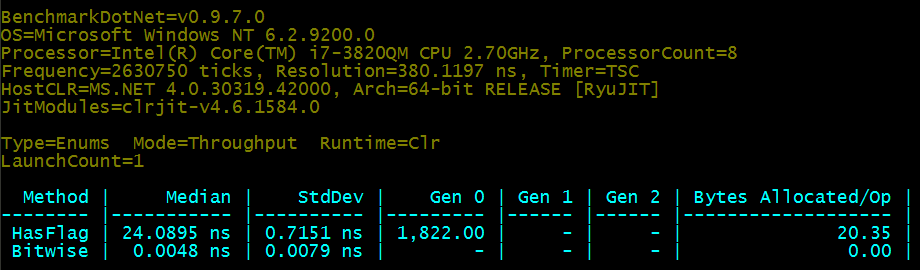 BenchmarkDotNet=v0.9.7.0
OS=Microsoft Windows NT 6.2.9200.0
Processor=Intel(R) Core(TM) i7-3820QM CPU 2.70GHz, ProcessorCount=8
Frequency=2630750 ticks, Resolution=380.1197 ns, Timer=TSC
HostCLR=MS.NET 4.0.30319.42000, Arch=64-bit RELEASE [RyuJIT]
JitModules=clrjit-v4.6.1584.0

Type=Enums  Mode=Throughput  Runtime=Clr
LaunchCount=1

  Method |     Median |    StdDev |    Gen 0 | Gen 1 | Gen 2 | Bytes Allocated/Op |
-------- |----------- |---------- |--------- |------ |------ |------------------- |
 HasFlag | 24.0895 ns | 0.7151 ns | 1,822.00 |     - |     - |              20.35 |
 Bitwise |  0.0048 ns | 0.0079 ns |        - |     - |     - |               0.00 |